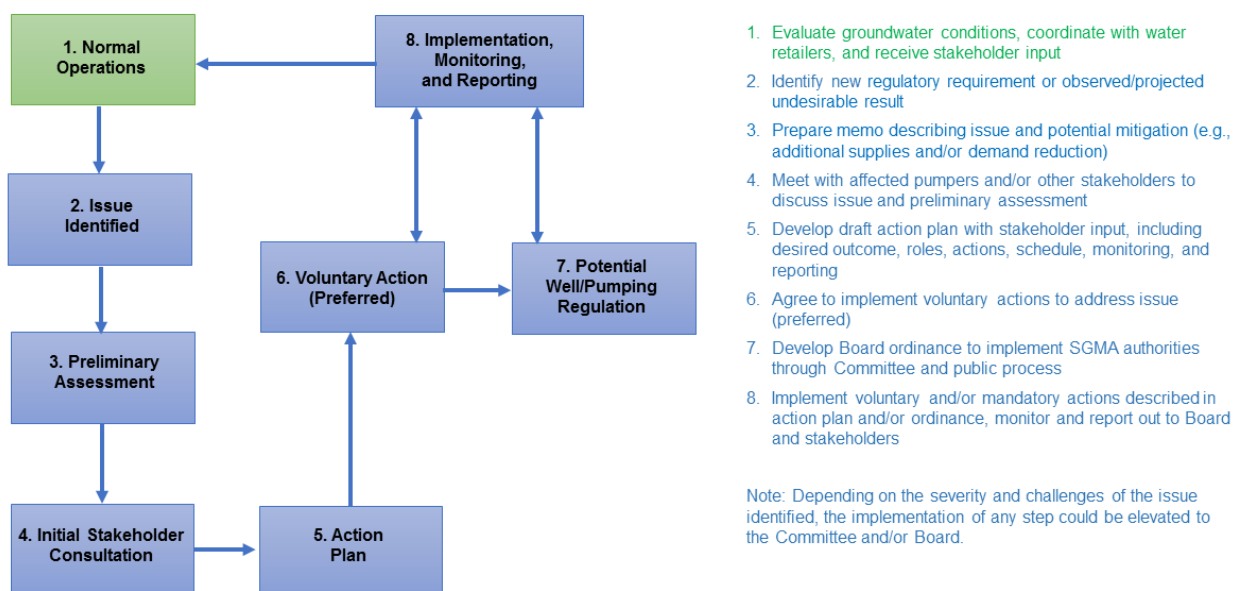 1. Normal
Operations
8. Implementation,
Monitoring,
and Reporting
2. Issue
Identified
6. Voluntary Action
(Preferred)
7. Potential
Well/Pumping
Regulation
3. Preliminary
Assessment
4. Initial Stakeholder
Consultation
5. Action
Plan
1. Evaluate groundwater conditions, coordinate with water
retailers, and receive stakeholder input
2. Identify new regulatory requirement or observed/projected
undesirable result
3. Prepare memo describing issue and potential mitigation (e.g.,
additional supplies and/or demand reduction)
4. Meet with affected pumpers and/or other stakeholders to
discuss issue and preliminary assessment
5. Develop draft action plan with stakeholder input, including
desired outcome, roles, actions, schedule, monitoring, and
reporting
6. Agree to implement voluntary actions to address issue
(preferred)
7. Develop Board ordinance to implement SGMA authorities
through Committee and public process
8. Implement voluntary and/or mandatory actions described in
action plan and/or ordinance, monitor and report out to Board
and stakeholders
Note: Depending on the severity and challenges of the issue
identified, the implementation of any step could be elevated to
the Committee and/or Board.